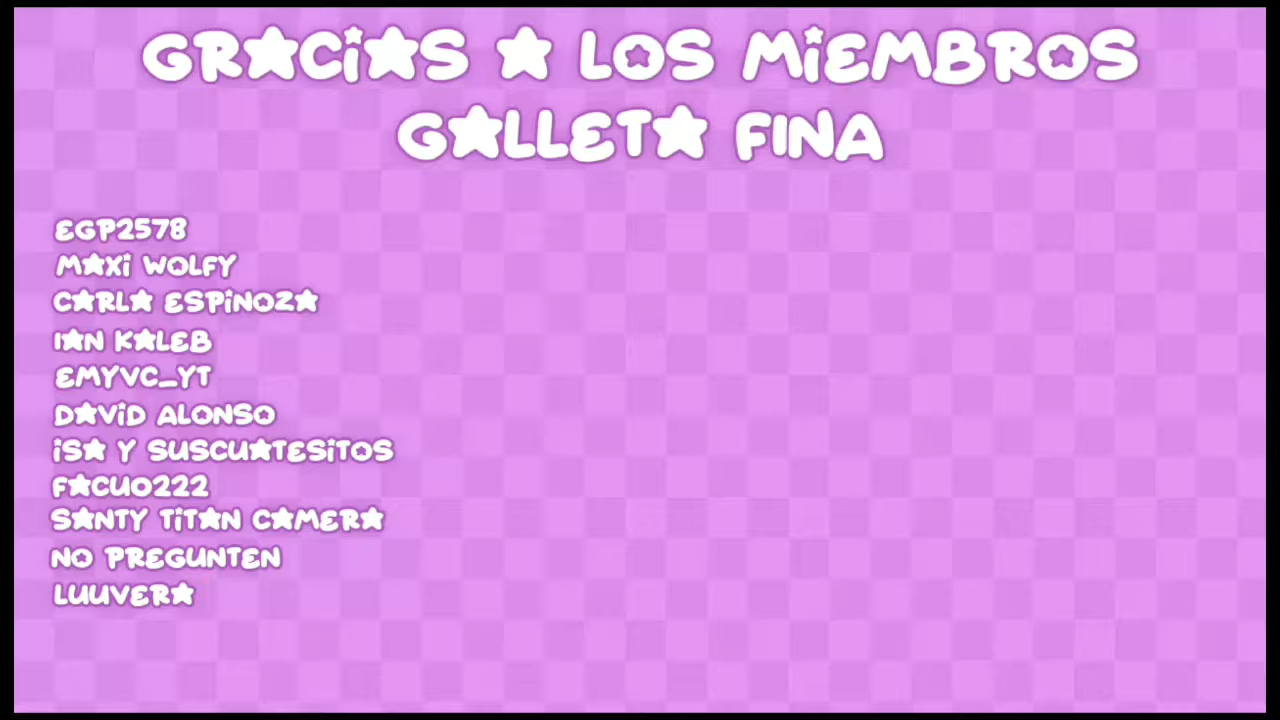 GRACIAS A LOS MIEMBROS
GALLETA FINA
EGP2578
MAXI WOLFY
CARLA ESPINOZA
IAN KALEB
EMYVC_YT
DAVID ALONSO
ISA Y SUSCUATESITOS
FACUO222
SANTY TITAN CAMERA
NO PREGUNTEN
LUUVERA